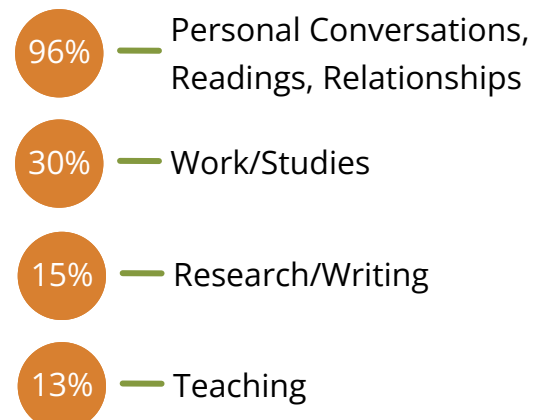 96% Personal Conversations,
Readings, Relationships
30% Work/Studies
15% Research/Writing
13% Teaching